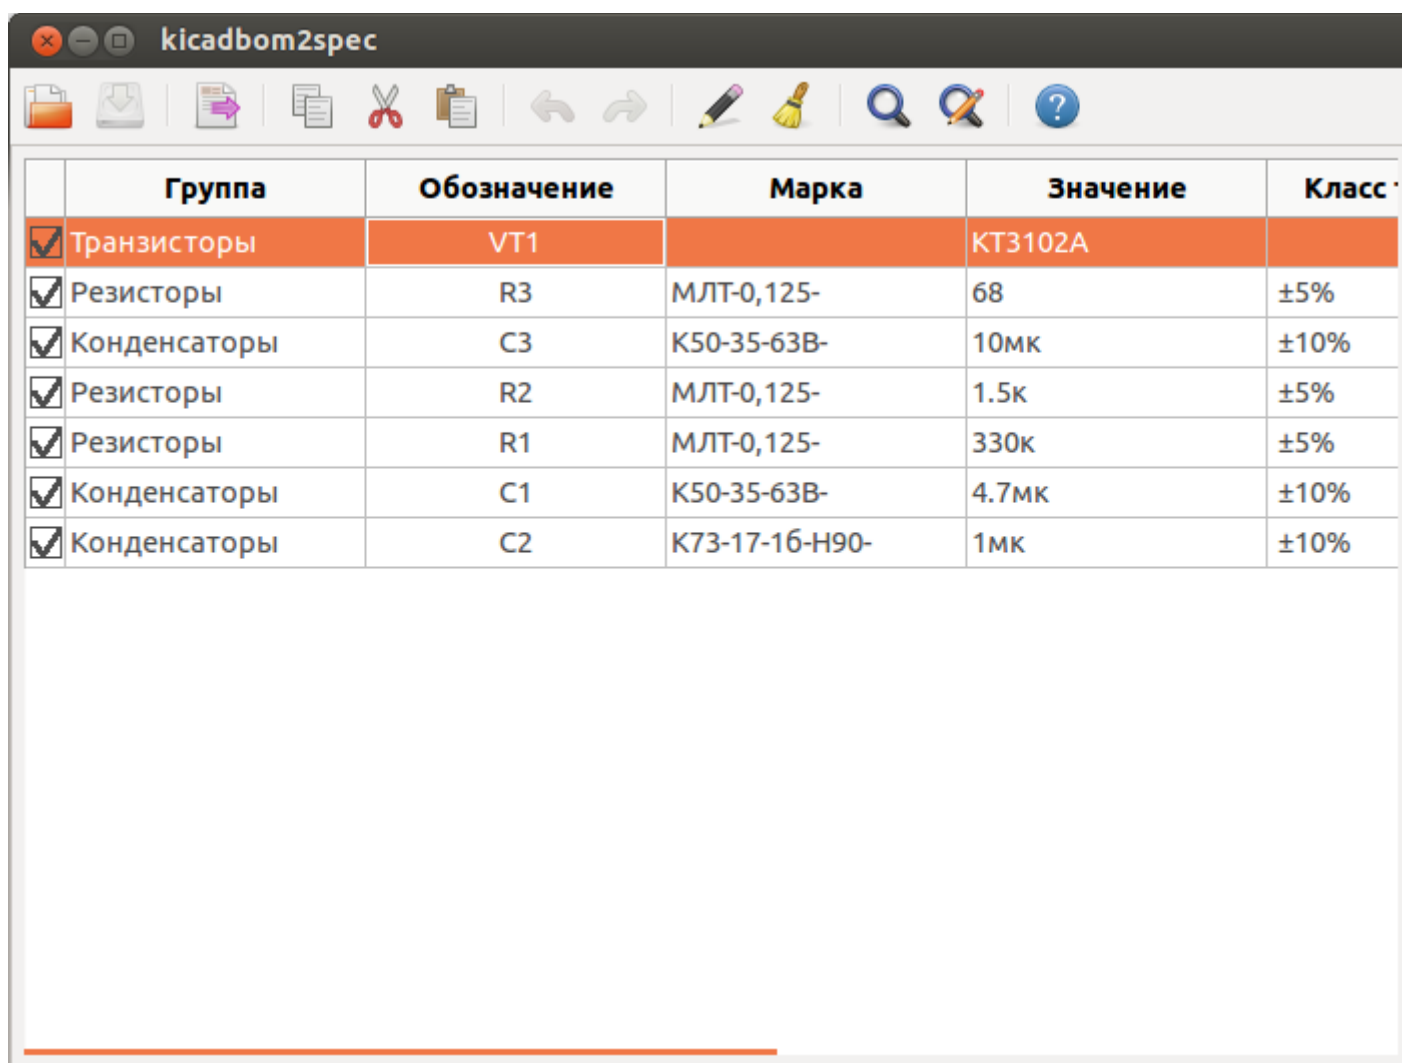 kicadbom2spec
Группа Обозначение Марка Значение Класс
Транзисторы VT1 КТ3102А
Резисторы R3 МЛТ-0,125- 68 ±5%
Конденсаторы C3 К50-35-63В- 10мк ±10%
Резисторы R2 МЛТ-0,125- 1.5к ±5%
Резисторы R1 МЛТ-0,125- 330к ±5%
Конденсаторы C1 К50-35-63В- 4.7мк ±10%
Конденсаторы C2 К73-17-1б-Н90- 1мк ±10%